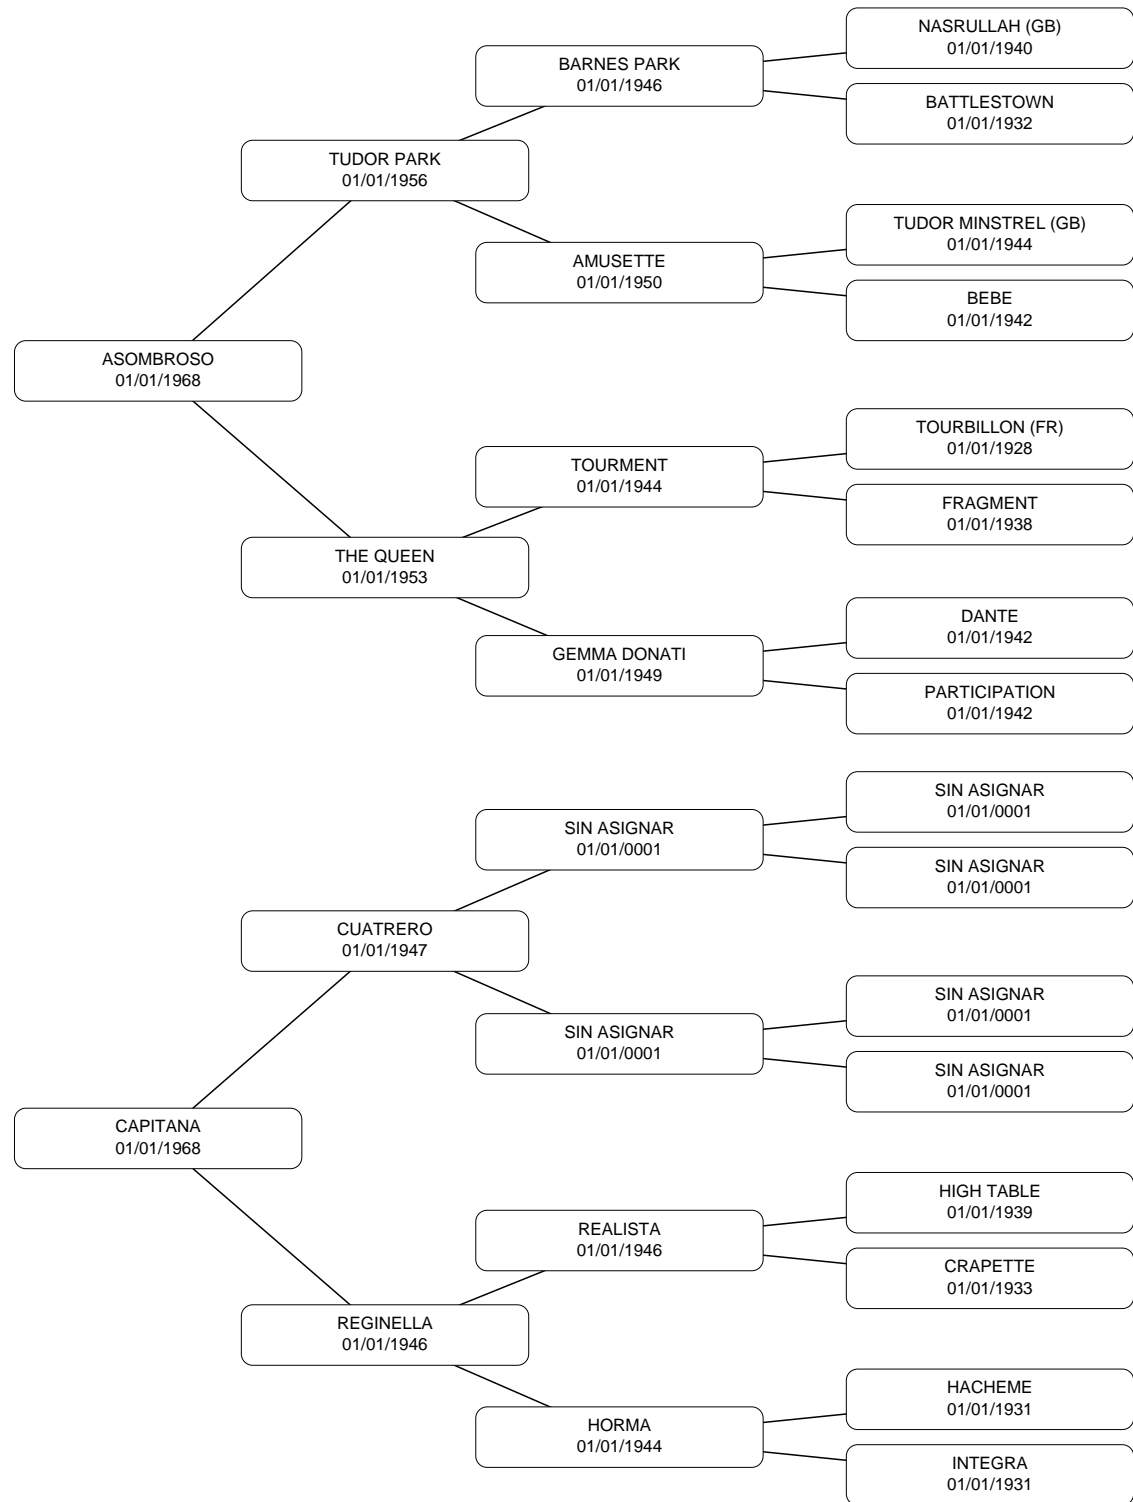 NASRULLAH (GB)
01/01/1940
BARNES PARK
01/01/1946
BATTLESTOWN
01/01/1932
TUDOR PARK
01/01/1956
TUDOR MINSTREL (GB)
01/01/1944
AMUSETTE
01/01/1950
BEBE
01/01/1942
ASOMBROSO
01/01/1968
TOURBILLON (FR)
01/01/1928
TOURMENT
01/01/1944
FRAGMENT
01/01/1938
THE QUEEN
01/01/1953
DANTE
01/01/1942
GEMMA DONATI
01/01/1949
PARTICIPATION
01/01/1942
SIN ASIGNAR
01/01/0001
SIN ASIGNAR
01/01/0001
SIN ASIGNAR
01/01/0001
CUATRERO
01/01/1947
SIN ASIGNAR
01/01/0001
SIN ASIGNAR
01/01/0001
SIN ASIGNAR
01/01/0001
CAPITANA
01/01/1968
HIGH TABLE
01/01/1939
REALISTA
01/01/1946
CRAPETTE
01/01/1933
REGINELLA
01/01/1946
HACHEME
01/01/1931
HORMA
01/01/1944
INTEGRA
01/01/1931